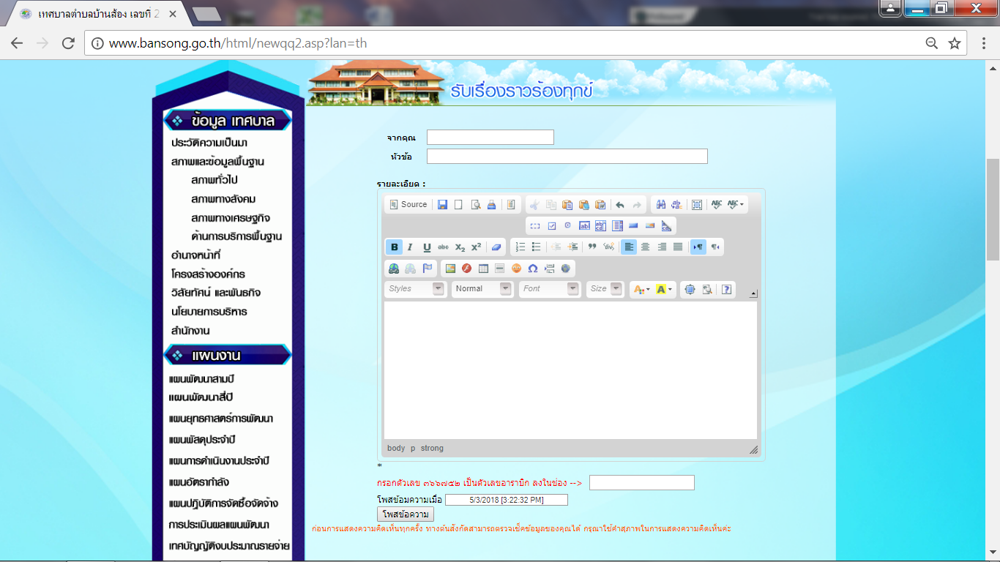 เทศบาลตำบลบ้านส้อง เลขที่ 2
www.bansong.go.th/html/newqq2.asp?lan=th
รับเรื่องราวร้องทุกข์
ข้อมูล เทศบาล
ประวัติความเป็นมา
สภาพและข้อมูลพื้นฐาน
สภาพทั่วไป
สภาพทางสังคม
สภาพทางเศรษฐกิจ
ด้านการบริการพื้นฐาน
อำนาจหน้าที่
โครงสร้างองค์กร
วิสัยทัศน์ และพันธกิจ
นโยบายการบริหาร
สำนักงาน
แผนงาน
แผนพัฒนาสามปี
แผนพัฒนาสี่ปี
แผนยุทธศาสตร์การพัฒนา
แผนพัสดุประจำปี
แผนการดำเนินงานประจำปี
แผนอัตรากำลัง
แผนปฏิบัติการจัดซื้อจัดจ้าง
การประเมินผลแผนพัฒนา
เทศบัญญัติงบประมาณรายจ่าย
จากคุณ
หัวข้อ
รายละเอียด :
Source
Styles Normal Font Size
body p strong
*
กรอกตัวเลข ๓๖๖๗๕๒ เป็นตัวเลขอาราบิก ลงในช่อง -->
โพสข้อมความเมื่อ 5/3/2018 [3:22:32 PM]
โพสข้อความ
ก่อนการแสดงความคิดเห็นทุกครั้ง ทางต้นสังกัดสามารถตรวจเช็คข้อมูลของคุณได้ กรุณาใช้คำสุภาพในการแสดงความคิดเห็นค่ะ